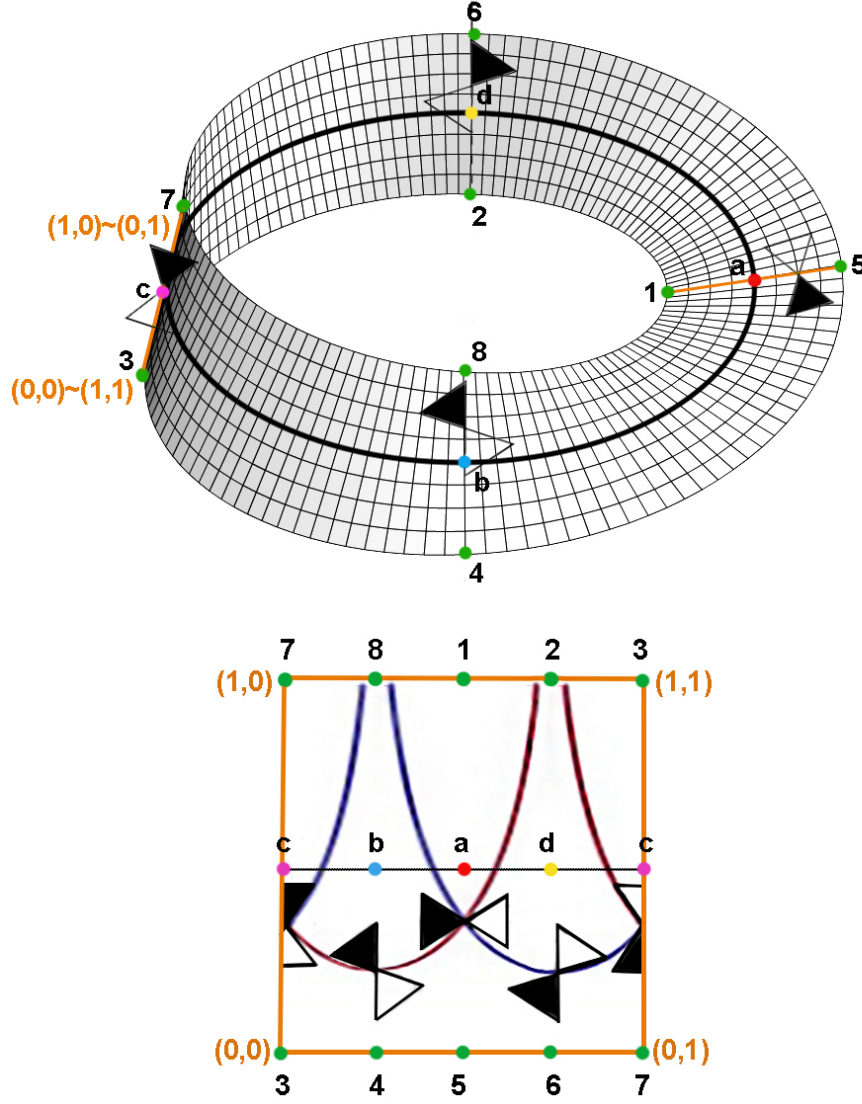 6
d
7
2
(1,0)~(0,1)
a
5
c
1
3
8
(0,0)~(1,1)
b
4
7 8 1 2 3
(1,0) (1,1)
c b a d c
(0,0) (0,1)
3 4 5 6 7